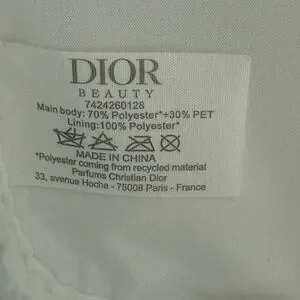 DIOR
BEAUTY
7424260128
Main body: 70% Polyester*+30% PET
Lining:100% Polyester*
MADE IN CHINA
*Polyester coming from recycled material
Parfums Christian Dior
33, avenue Hoche - 75008 Paris - France